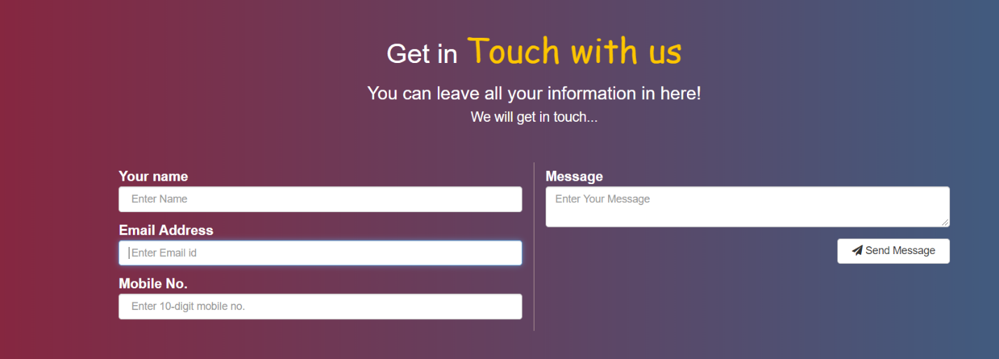 Get in Touch with us
You can leave all your information in here!
We will get in touch...
Your name
Enter Name
Email Address
Enter Email id
Mobile No.
Enter 10-digit mobile no.
Message
Enter Your Message
Send Message